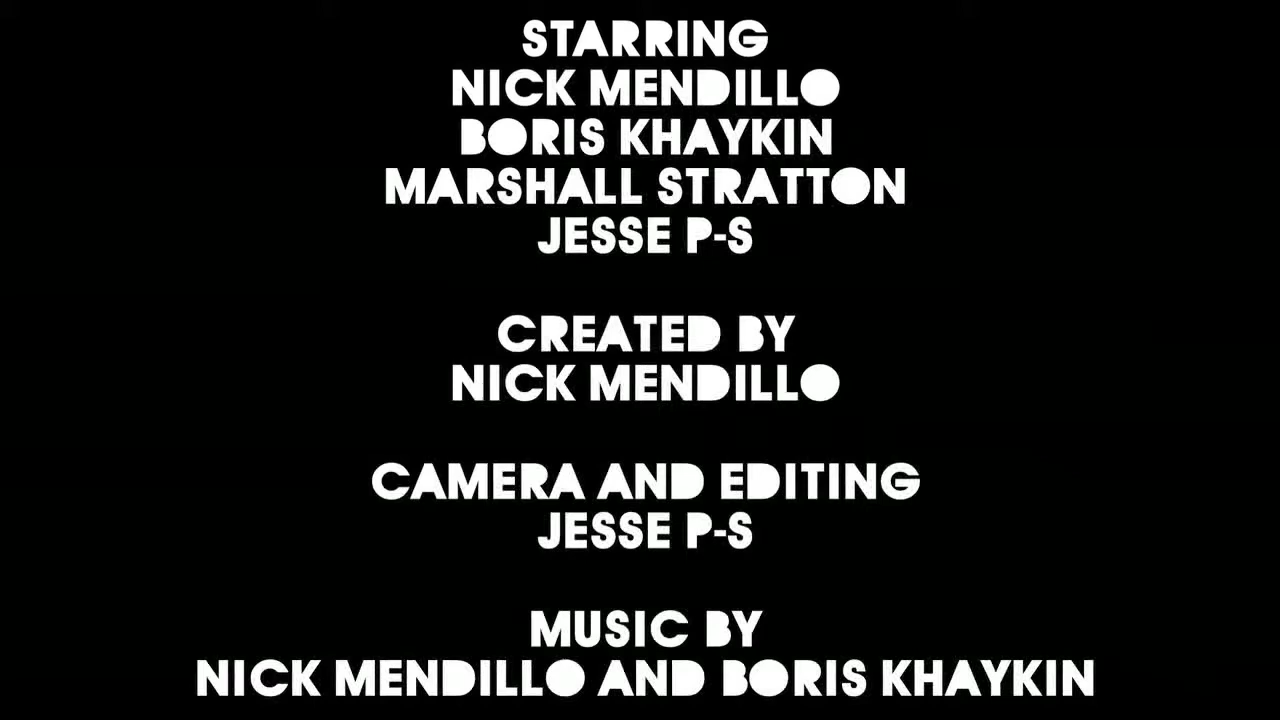 STARRING
NICK MENDILLO
BORIS KHAYKIN
MARSHALL STRATTON
JESSE P-S
CREATED BY
NICK MENDILLO
CAMERA AND EDITING
JESSE P-S
MUSIC BY
NICK MENDILLO AND BORIS KHAYKIN